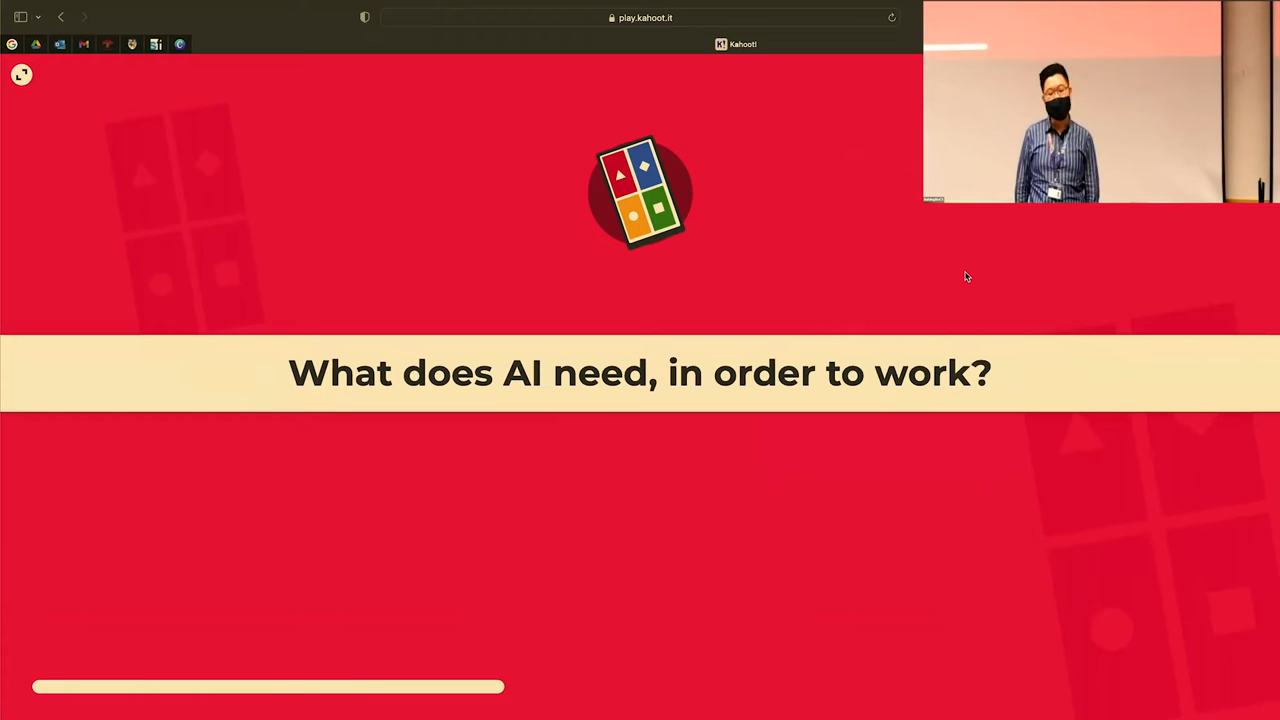 play.kahoot.it
K! Kahoot!
What does AI need, in order to work?